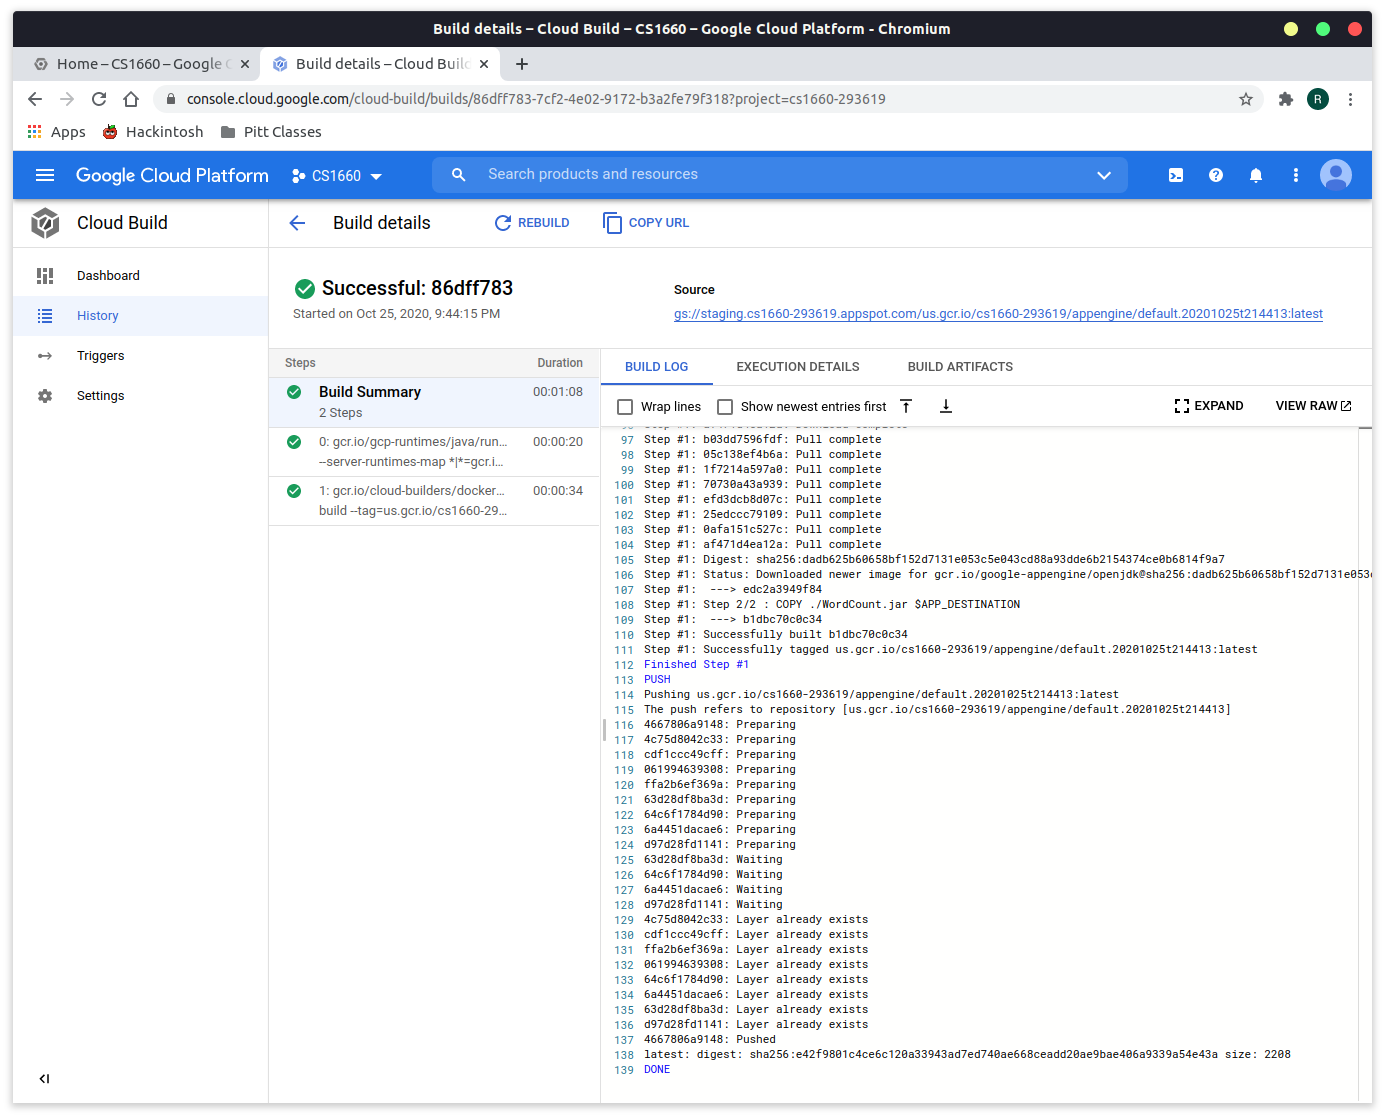 Build details – Cloud Build – CS1660 – Google Cloud Platform - Chromium
Home – CS1660 – Google C
Build details – Cloud Buil
console.cloud.google.com/cloud-build/builds/86dff783-7cf2-4e02-9172-b3a2fe79f318?project=cs1660-293619
R
Apps
Hackintosh
Pitt Classes
Google Cloud Platform
CS1660
Search products and resources
Cloud Build
Build details
REBUILD
COPY URL
Dashboard
History
Triggers
Settings
Successful: 86dff783
Started on Oct 25, 2020, 9:44:15 PM
Source
gs://staging.cs1660-293619.appspot.com/us.gcr.io/cs1660-293619/appengine/default.20201025t214413:latest
Steps Duration
Build Summary 00:01:08
2 Steps
0: gcr.io/gcp-runtimes/java/run... 00:00:20
--server-runtimes-map *|*=gcr.i...
1: gcr.io/cloud-builders/docker... 00:00:34
build --tag=us.gcr.io/cs1660-29...
BUILD LOG EXECUTION DETAILS BUILD ARTIFACTS
Wrap lines Show newest entries first EXPAND VIEW RAW
97 Step #1: b03dd7596fdf: Pull complete
98 Step #1: 05c138ef4b6a: Pull complete
99 Step #1: 1f7214a597a0: Pull complete
100 Step #1: 70730a43a939: Pull complete
101 Step #1: efd3dcb8d07c: Pull complete
102 Step #1: 25edccc79109: Pull complete
103 Step #1: 0afa151c527c: Pull complete
104 Step #1: af471d4ea12a: Pull complete
105 Step #1: Digest: sha256:dadb625b60658bf152d7131e053c5e043cd88a93dde6b2154374ce0b6814f9a7
106 Step #1: Status: Downloaded newer image for gcr.io/google-appengine/openjdk@sha256:dadb625b60658bf152d7131e053c
107 Step #1: ---> edc2a3949f84
108 Step #1: Step 2/2 : COPY ./WordCount.jar $APP_DESTINATION
109 Step #1: ---> b1dbc70c0c34
110 Step #1: Successfully built b1dbc70c0c34
111 Step #1: Successfully tagged us.gcr.io/cs1660-293619/appengine/default.20201025t214413:latest
112 Finished Step #1
113 PUSH
114 Pushing us.gcr.io/cs1660-293619/appengine/default.20201025t214413:latest
115 The push refers to repository [us.gcr.io/cs1660-293619/appengine/default.20201025t214413]
116 4667806a9148: Preparing
117 4c75d8042c33: Preparing
118 cdf1ccc49cff: Preparing
119 061994639308: Preparing
120 ffa2b6ef369a: Preparing
121 63d28df8ba3d: Preparing
122 64c6f1784d90: Preparing
123 6a4451dacae6: Preparing
124 d97d28fd1141: Preparing
125 63d28df8ba3d: Waiting
126 64c6f1784d90: Waiting
127 6a4451dacae6: Waiting
128 d97d28fd1141: Waiting
129 4c75d8042c33: Layer already exists
130 cdf1ccc49cff: Layer already exists
131 ffa2b6ef369a: Layer already exists
132 061994639308: Layer already exists
133 64c6f1784d90: Layer already exists
134 6a4451dacae6: Layer already exists
135 63d28df8ba3d: Layer already exists
136 d97d28fd1141: Layer already exists
137 4667806a9148: Pushed
138 latest: digest: sha256:e42f9801c4ce6c120a33943ad7ed740ae668ceadd20ae9bae406a9339a54e43a size: 2208
139 DONE